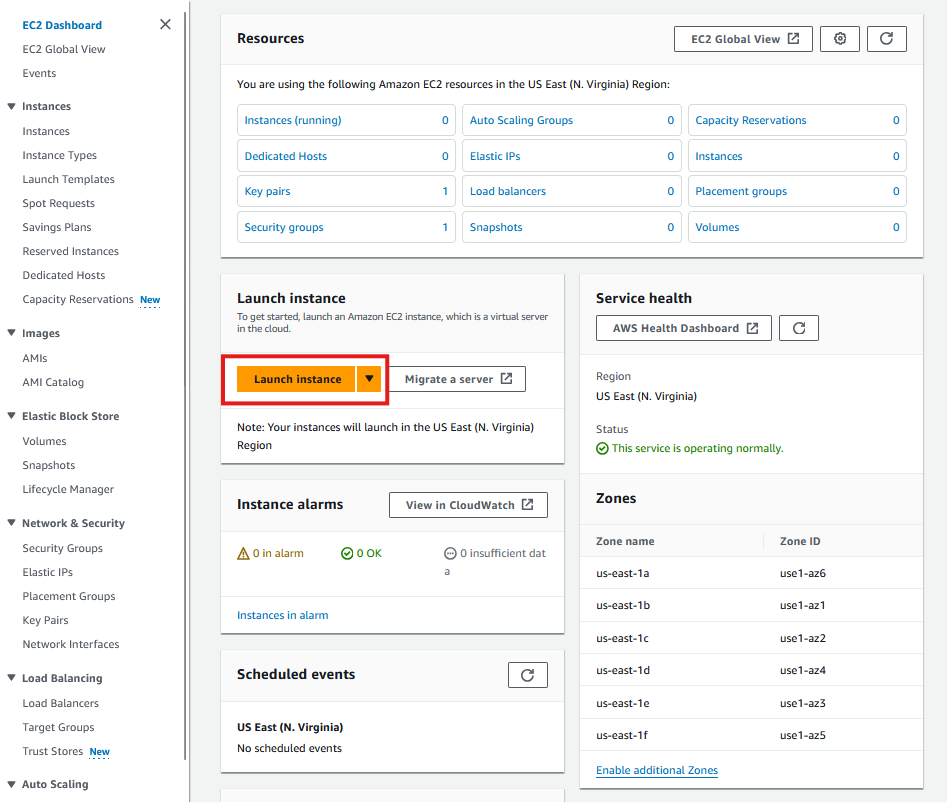 EC2 Dashboard
EC2 Global View
Events
Instances
Instances
Instance Types
Launch Templates
Spot Requests
Savings Plans
Reserved Instances
Dedicated Hosts
Capacity Reservations New
Images
AMIs
AMI Catalog
Elastic Block Store
Volumes
Snapshots
Lifecycle Manager
Network & Security
Security Groups
Elastic IPs
Placement Groups
Key Pairs
Network Interfaces
Load Balancing
Load Balancers
Target Groups
Trust Stores New
Auto Scaling
Resources
EC2 Global View
You are using the following Amazon EC2 resources in the US East (N. Virginia) Region:
Instances (running) 0
Auto Scaling Groups 0
Capacity Reservations 0
Dedicated Hosts 0
Elastic IPs 0
Instances 0
Key pairs 1
Load balancers 0
Placement groups 0
Security groups 1
Snapshots 0
Volumes 0
Launch instance
To get started, launch an Amazon EC2 instance, which is a virtual server
in the cloud.
Launch instance
Migrate a server
Note: Your instances will launch in the US East (N. Virginia)
Region
Instance alarms
View in CloudWatch
0 in alarm
0 OK
0 insufficient dat
a
Instances in alarm
Scheduled events
US East (N. Virginia)
No scheduled events
Service health
AWS Health Dashboard
Region
US East (N. Virginia)
Status
This service is operating normally.
Zones
Zone name Zone ID
us-east-1a use1-az6
us-east-1b use1-az1
us-east-1c use1-az2
us-east-1d use1-az4
us-east-1e use1-az3
us-east-1f use1-az5
Enable additional Zones